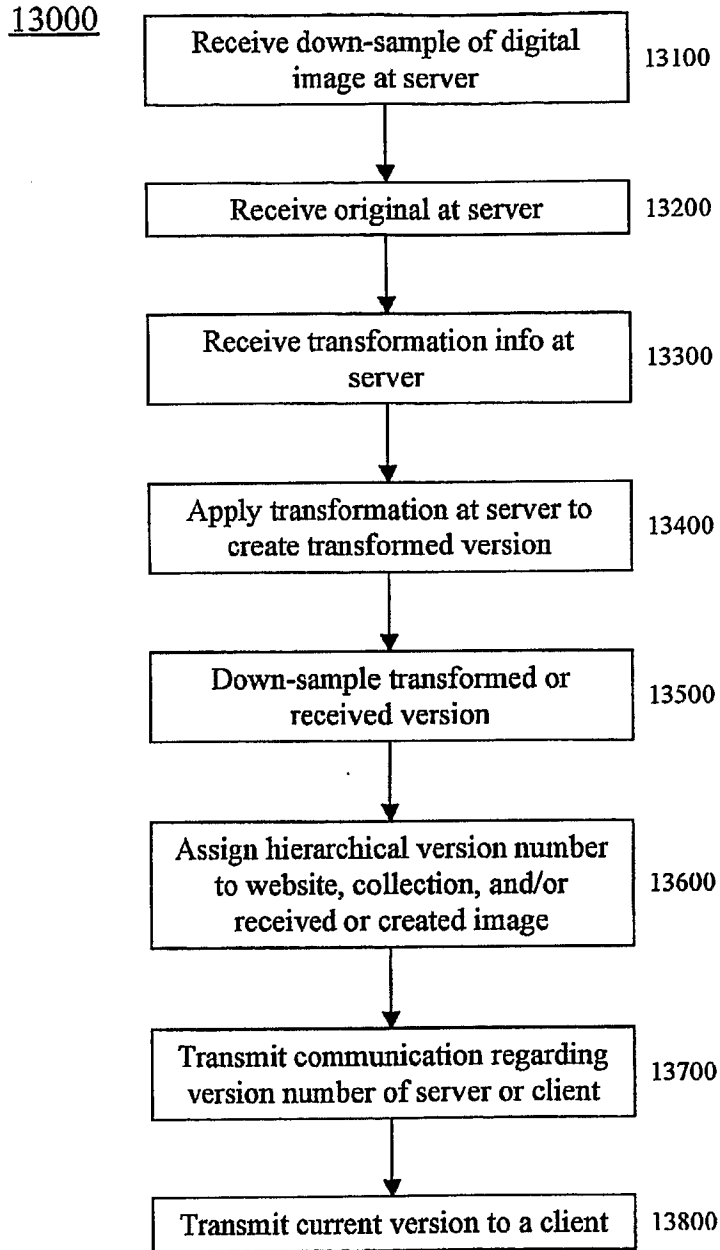 13000
Receive down-sample of digital
image at server
13100
Receive original at server
13200
Receive transformation info at
server
13300
Apply transformation at server to
create transformed version
13400
Down-sample transformed or
received version
13500
Assign hierarchical version number
to website, collection, and/or
received or created image
13600
Transmit communication regarding
version number of server or client
13700
Transmit current version to a client
13800